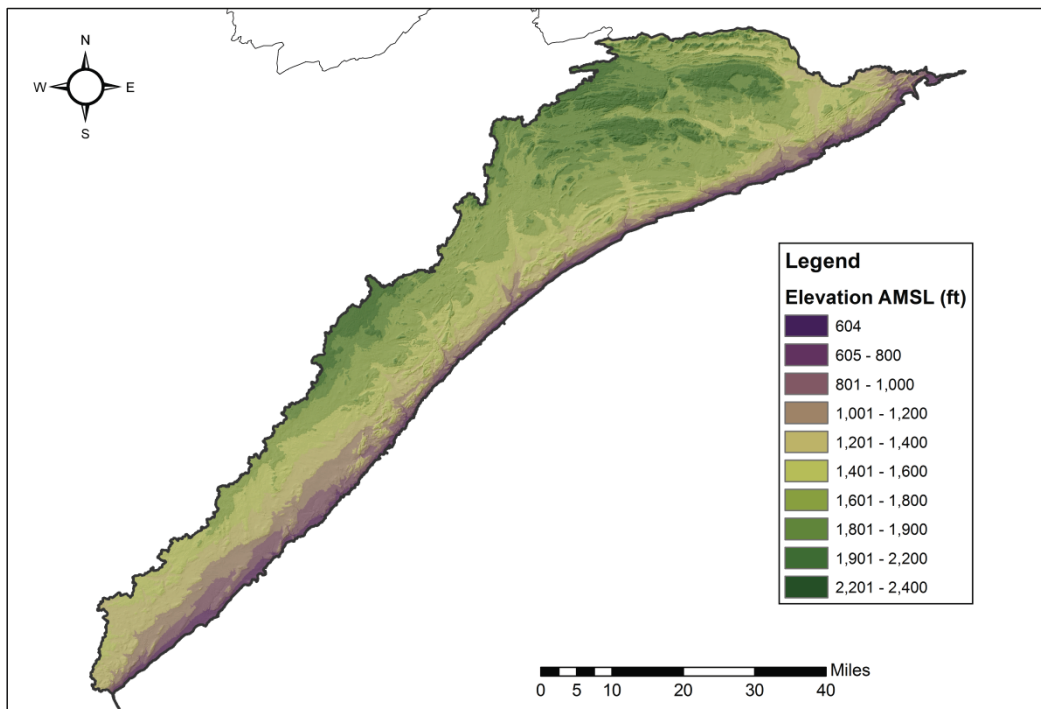 N
W E
S
Legend
Elevation AMSL (ft)
604
605 - 800
801 - 1,000
1,001 - 1,200
1,201 - 1,400
1,401 - 1,600
1,601 - 1,800
1,801 - 1,900
1,901 - 2,200
2,201 - 2,400
Miles
0 5 10 20 30 40